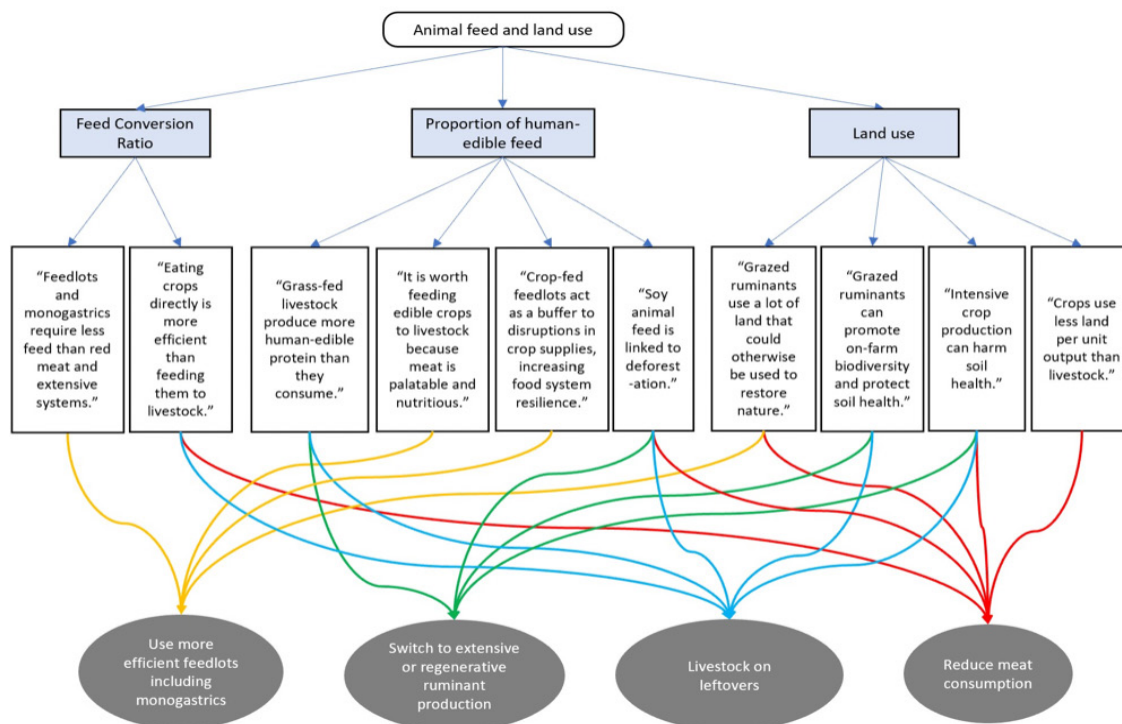 Animal feed and land use
Feed Conversion
Ratio
Proportion of human-
edible feed
Land use
“Feedlots
and
monogastrics
require less
feed than red
meat and
extensive
systems.”
“Eating
crops
directly is
more
efficient
than
feeding
them to
livestock.”
“Grass-fed
livestock
produce more
human-edible
protein than
they
consume.”
“It is worth
feeding
edible crops
to livestock
because
meat is
palatable and
nutritious.”
“Crop-fed
feedlots act
as a buffer to
disruptions in
crop supplies,
increasing
food system
resilience.”
“Soy
animal
feed is
linked to
deforest
-ation.”
“Grazed
ruminants
use a lot of
land that
could
otherwise
be used to
restore
nature.”
“Grazed
ruminants
can
promote
on-farm
biodiversity
and protect
soil health.”
“Intensive
crop
production
can harm
soil
health.”
“Crops use
less land
per unit
output than
livestock.”
Use more
efficient feedlots
including
monogastrics
Switch to extensive
or regenerative
ruminant
production
Livestock on
leftovers
Reduce meat
consumption